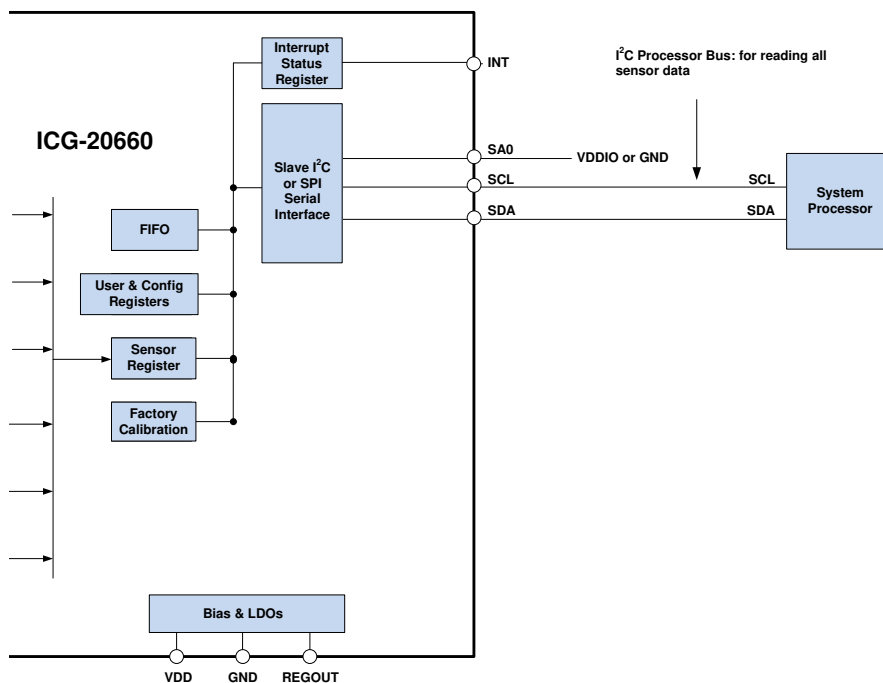 Interrupt
Status
Register
INT
I²C Processor Bus: for reading all
sensor data
ICG-20660
Slave I²C
or SPI
Serial
Interface
SA0
VDDIO or GND
SCL
SCL
SDA
SDA
System
Processor
FIFO
User & Config
Registers
Sensor
Register
Factory
Calibration
Bias & LDOs
VDD
GND
REGOUT